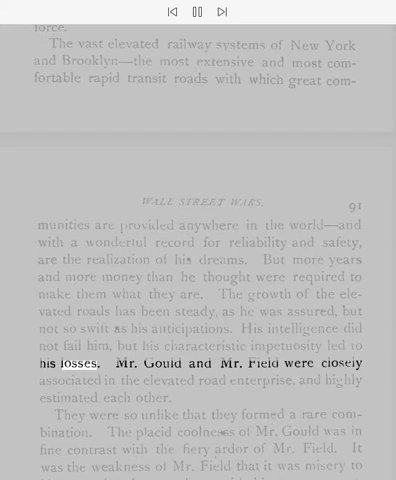 force.
The vast elevated railway systems of New York
and Brooklyn—the most extensive and most com-
fortable rapid transit roads with which great com-
WALL STREET WARS. 91
munities are provided anywhere in the world—and
with a wonderful record for reliability and safety,
are the realization of his dreams. But more years
and more money than he thought were required to
make them what they are. The growth of the ele-
vated roads has been steady, as he was assured, but
not so swift as his anticipations. His intelligence did
not fail him, but his characteristic impetuosity led to
his losses. Mr. Gould and Mr. Field were closely
associated in the elevated road enterprise, and highly
estimated each other.
They were so unlike that they formed a rare com-
bination. The placid coolness of Mr. Gould was in
fine contrast with the fiery ardor of Mr. Field. It
was the weakness of Mr. Field that it was misery to